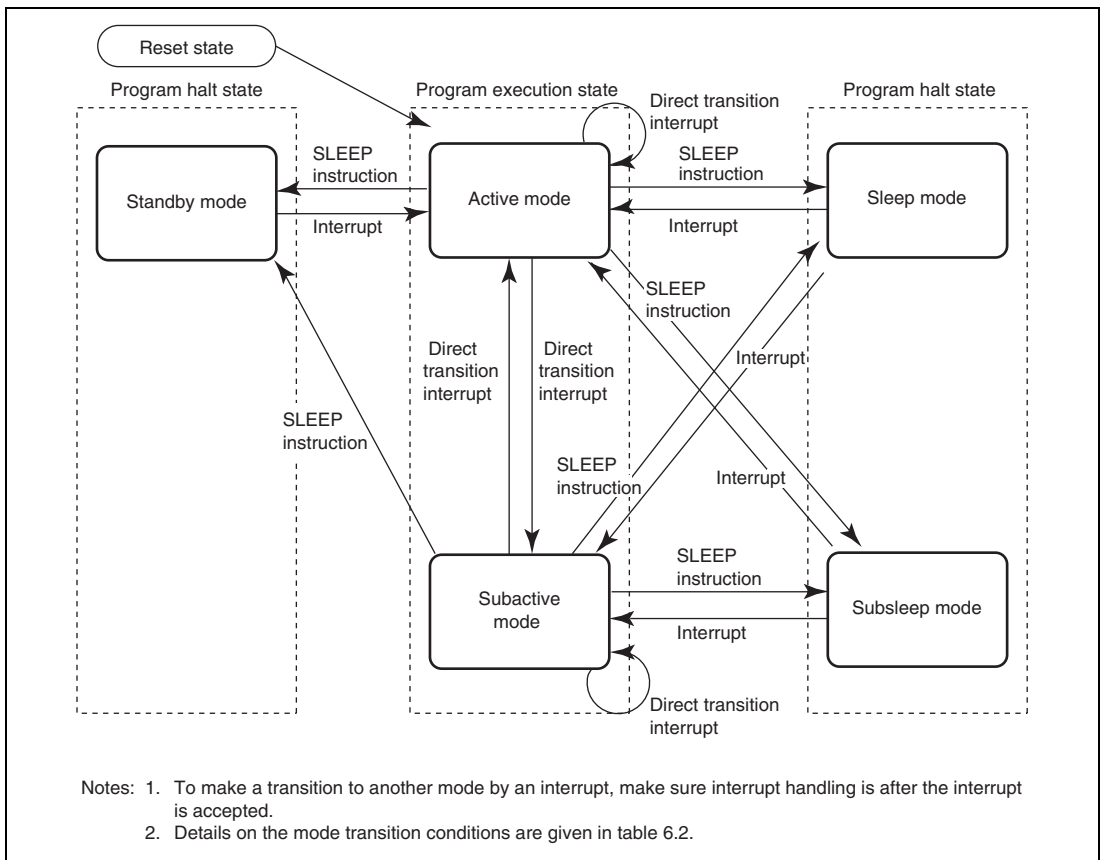 Reset state
Program halt state
Program execution state
Program halt state
Direct transition
interrupt
SLEEP
instruction
SLEEP
instruction
Standby mode
Active mode
Sleep mode
Interrupt
Interrupt
SLEEP
instruction
Direct
transition
interrupt
Direct
transition
interrupt
Interrupt
SLEEP
instruction
SLEEP
instruction
Interrupt
SLEEP
instruction
Subactive
mode
Subsleep mode
Interrupt
Direct transition
interrupt
Notes: 1. To make a transition to another mode by an interrupt, make sure interrupt handling is after the interrupt
is accepted.
2. Details on the mode transition conditions are given in table 6.2.